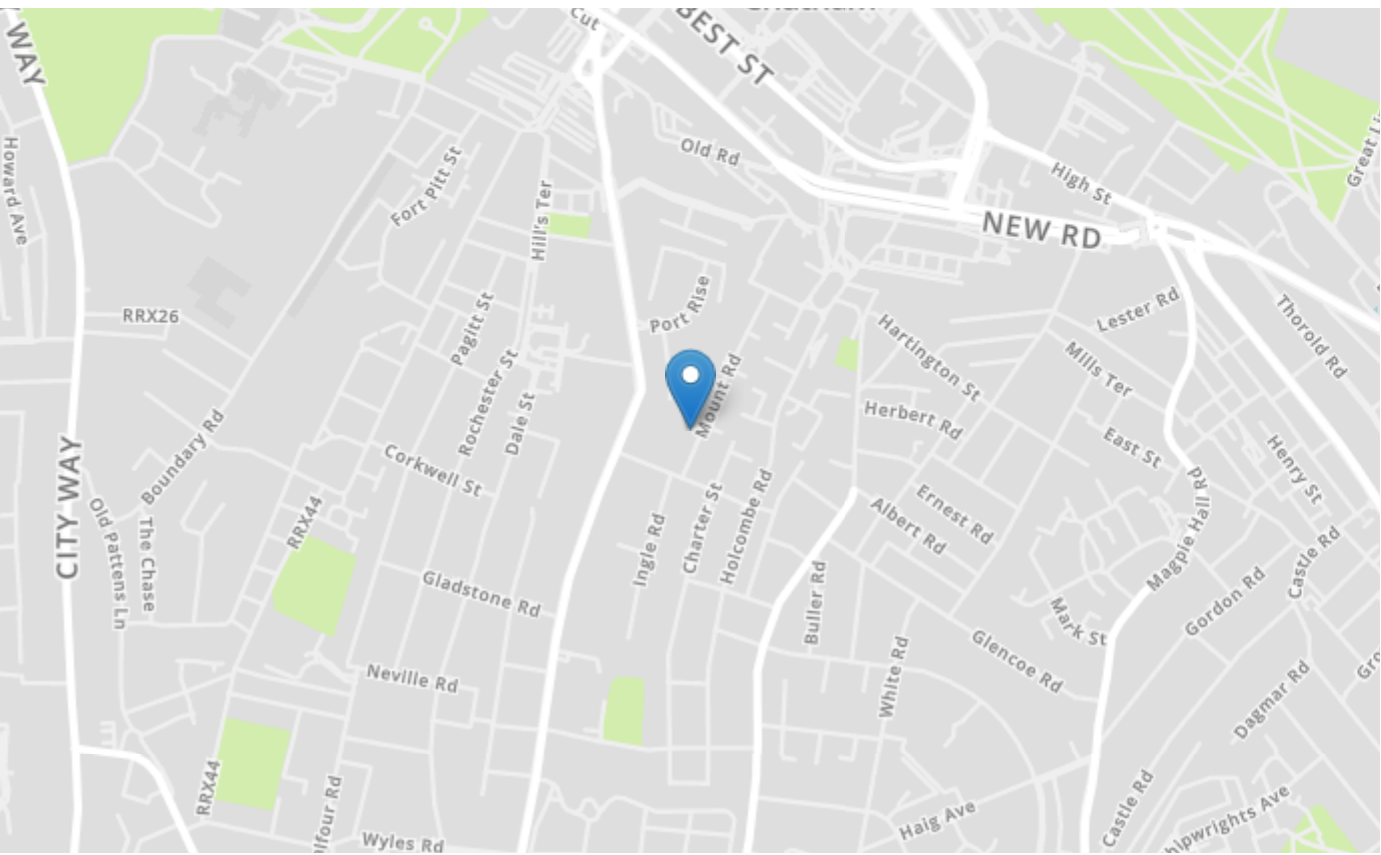 Cut
BEST ST
WAY
Howard Ave
Old Rd
Fort Pitt St
High St
Hill's Ter
NEW RD
RRX26
Pagitt St
Port Rise
Lester Rd
Thorold Rd
Hartington St
Mills Ter
Mount Rd
Rochester St
Dale St
Herbert Rd
Boundary Rd
Corkwell St
East St
Henry St
CITY WAY
Old Pattens Ln
The Chase
RRX44
Ingle Rd
Charter St
Holcombe Rd
Ernest Rd
Albert Rd
Magpie Hall Rd
Castle Rd
Gladstone Rd
Buller Rd
Gordon Rd
Mark St
Glencoe Rd
Neville Rd
White Rd
Dagmar Rd
RRX44
Haig Ave
Castle Rd
Wyles Rd